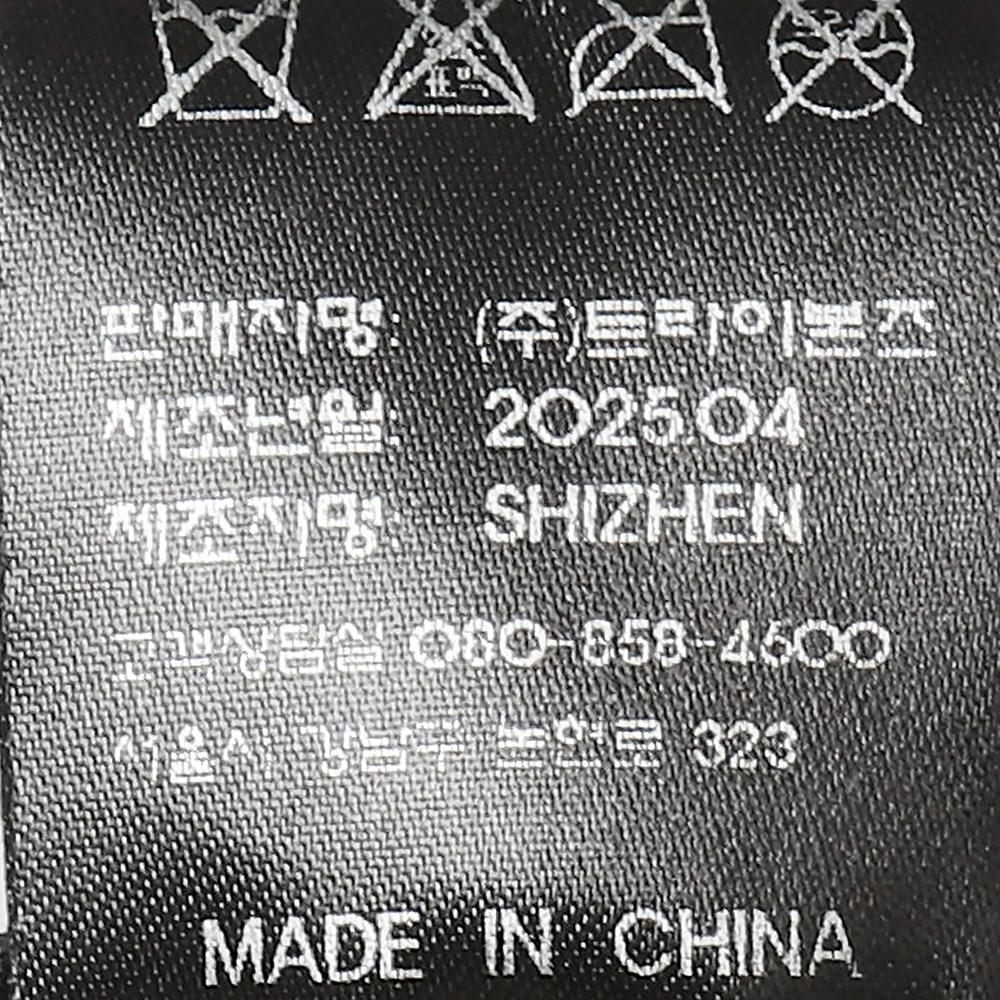 표백
판매자명: (주)트라이본즈
제조년월: 2025.04
제조자명: SHIZHEN
고객상담실 080-858-4600
서울시 강남구 논현로 323
MADE IN CHINA